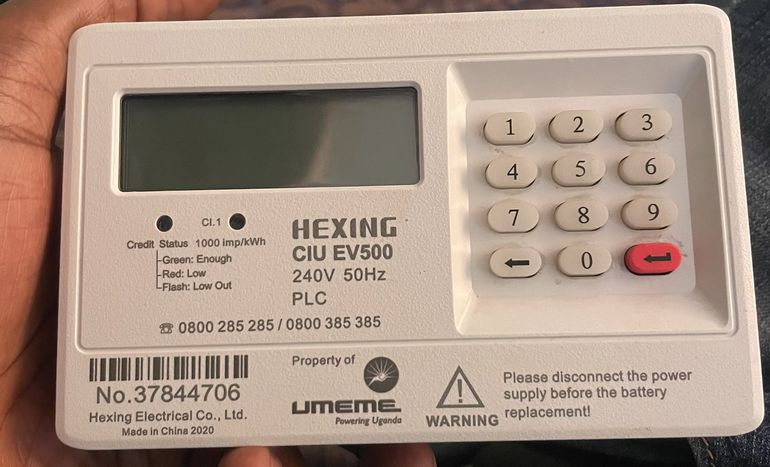 1 2 3
4 5 6
7 8 9
← 0 ↵
Cl.1
Credit Status 1000 imp/kWh
Green: Enough
Red: Low
Flash: Low Out
HEXING
CIU EV500
240V 50Hz
PLC
☏ 0800 285 285 / 0800 385 385
No.37844706
Hexing Electrical Co., Ltd.
Made in China 2020
Property of
UMEME
Powering Uganda
WARNING
Please disconnect the power
supply before the battery
replacement!